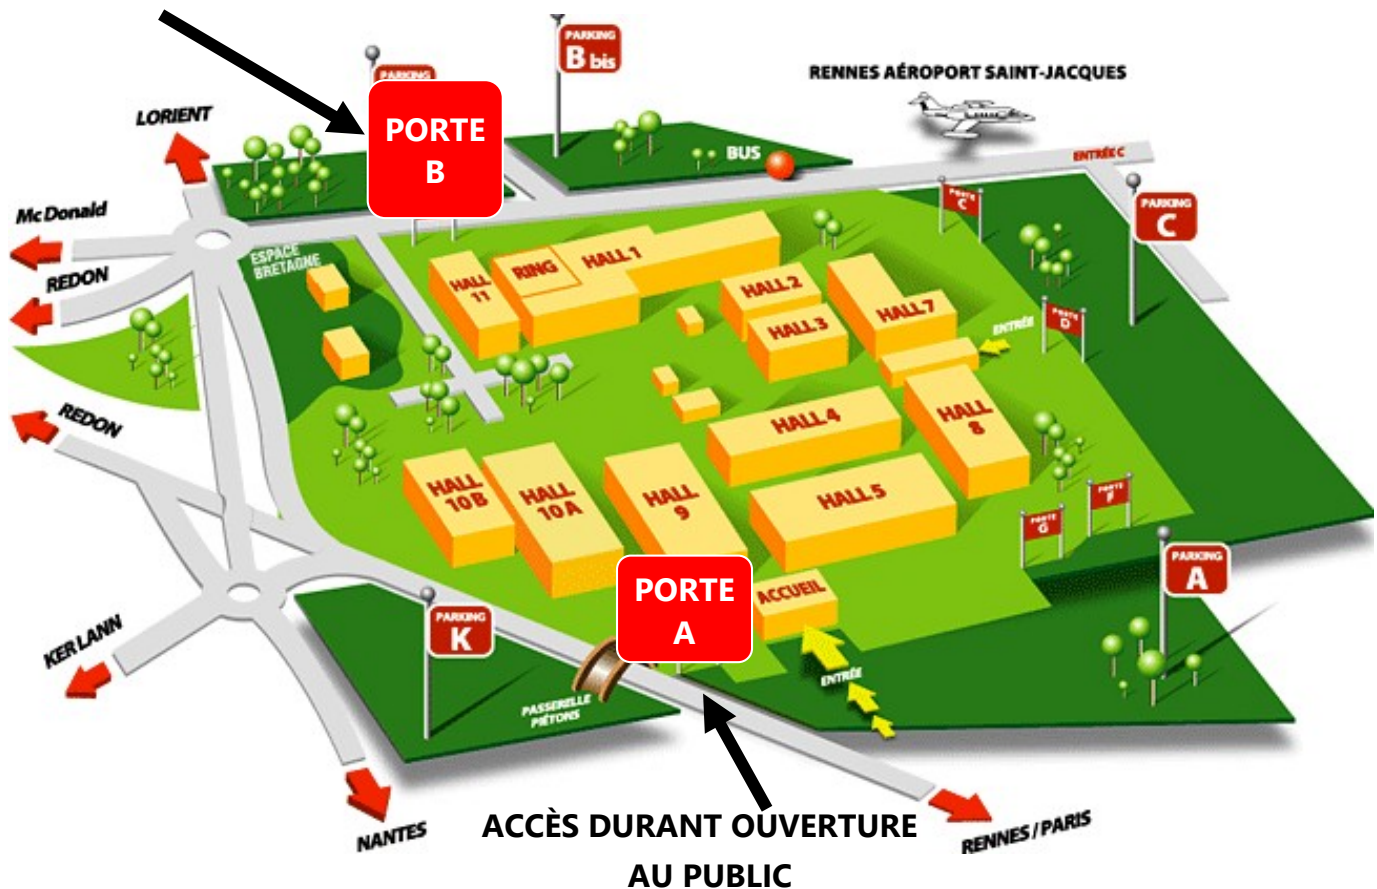 PARKING
B bis
PARKING
RENNES AÉROPORT SAINT-JACQUES
LORIENT
PORTE
B
BUS
ENTRÉE C
PORTE
C
PARKING
C
Mc Donald
REDON
ESPACE
BRETAGNE
HALL
11
RING
HALL 1
HALL 2
HALL 3
HALL 7
ENTRÉE
PORTE
D
REDON
HALL 4
HALL
8
HALL
10B
HALL
10A
HALL
9
HALL 5
PORTE
F
PORTE
G
PARKING
A
PORTE
A
ACCUEIL
PARKING
K
KER LANN
ENTRÉE
PASSERELLE
PIÉTONS
NANTES
RENNES / PARIS
ACCÈS DURANT OUVERTURE
AU PUBLIC